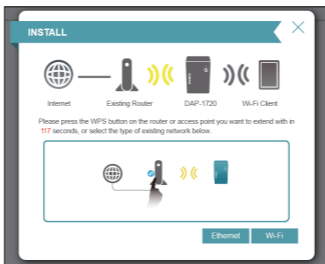 INSTALL
Internet Existing Router DAP-1720 Wi-Fi Client
Please press the WPS button on the router or access point you want to extend with in
117 seconds, or select the type of existing network below.
Ethernet Wi-Fi